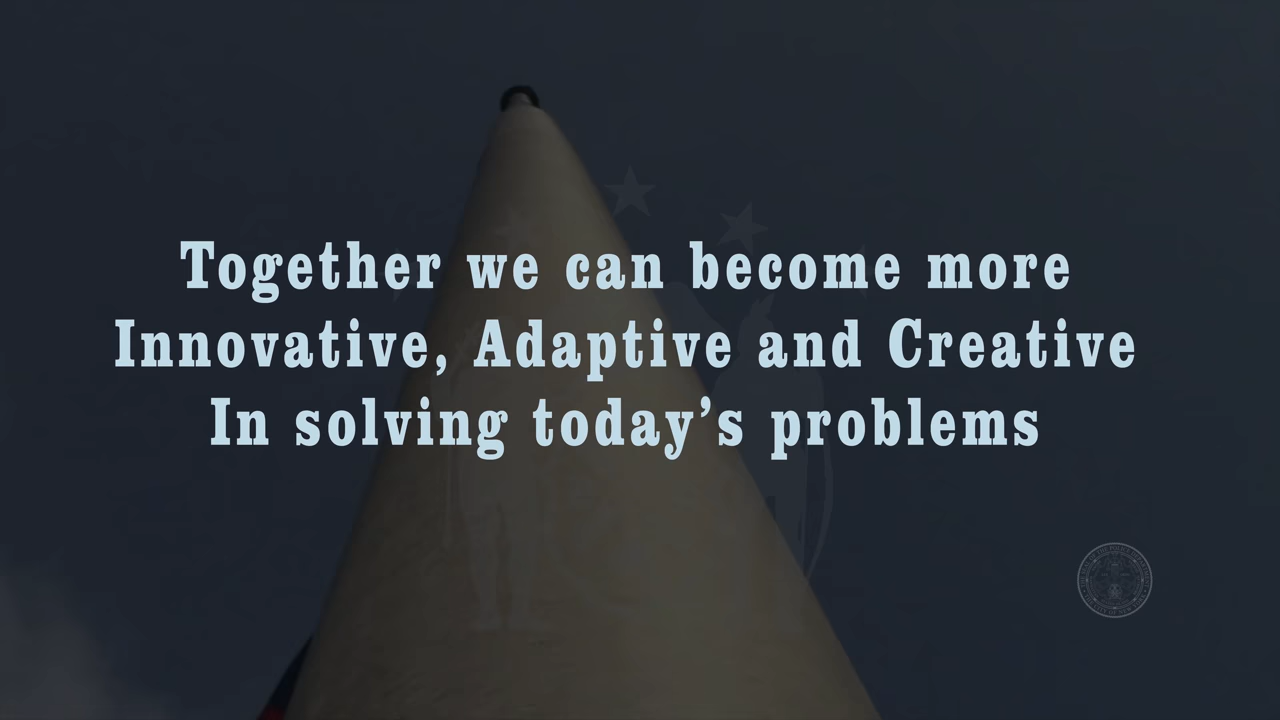 Together we can become more
Innovative, Adaptive and Creative
In solving today’s problems